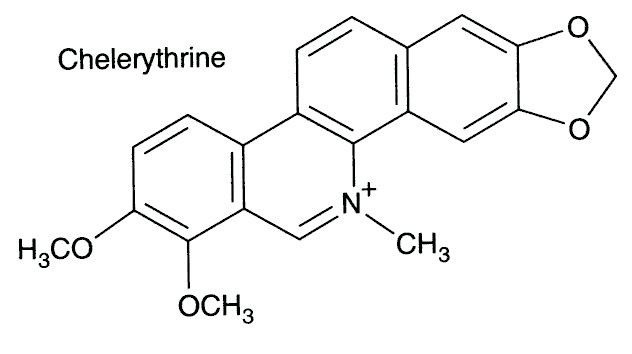 O
Chelerythrine
O
N+
H3CO
CH3
OCH3